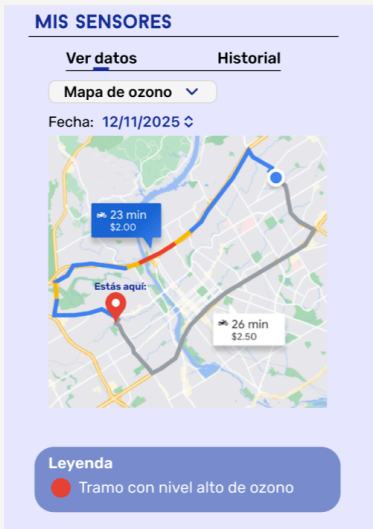 MIS SENSORES
Ver datos
Historial
Mapa de ozono
Fecha: 12/11/2025
23 min
$2.00
Estás aquí:
26 min
$2.50
Leyenda
Tramo con nivel alto de ozono